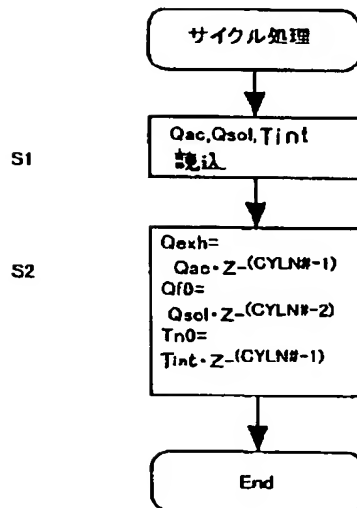 サイクル処理
S1
Qac,Qsol,Tint
読込
S2
Qexh=
Qac・Z-(CYLN#-1)
Qf0=
Qsol・Z-(CYLN#-2)
Tn0=
Tint・Z-(CYLN#-1)
End